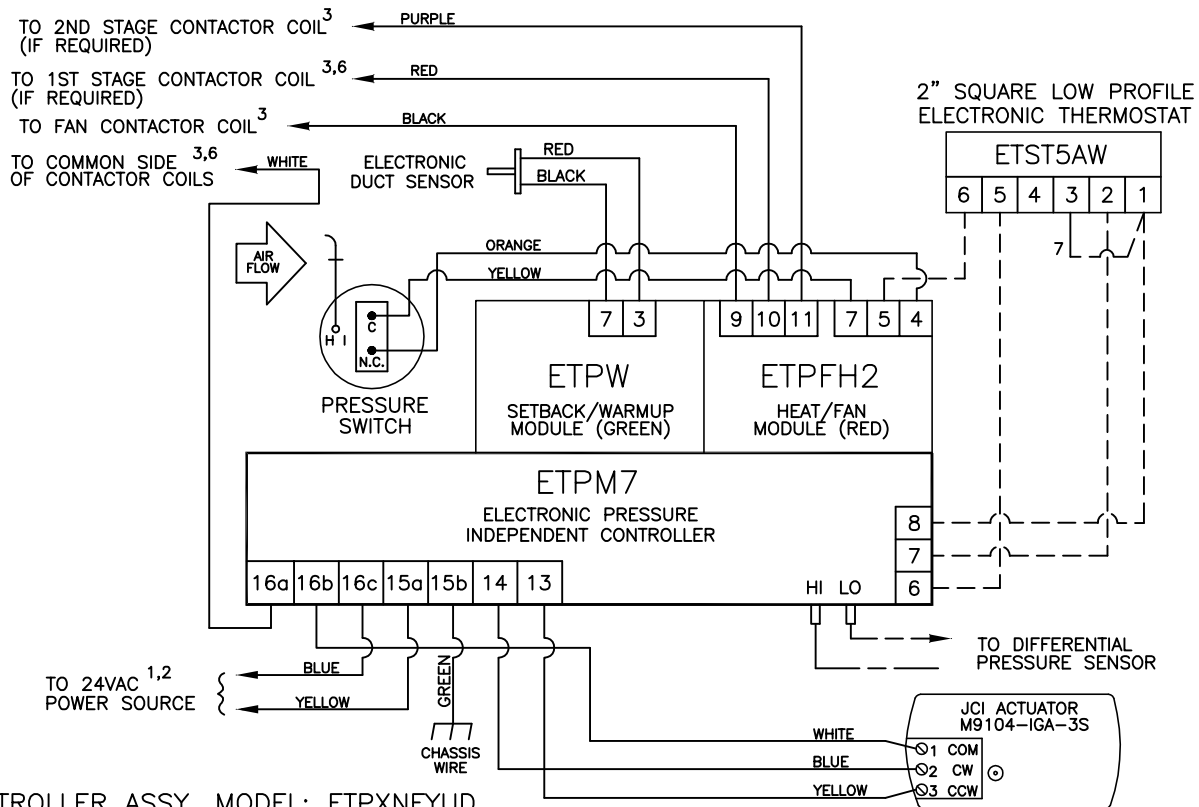 TO 2ND STAGE CONTACTOR COIL 3
(IF REQUIRED)
PURPLE
TO 1ST STAGE CONTACTOR COIL 3,6
(IF REQUIRED)
RED
TO FAN CONTACTOR COIL 3
BLACK
TO COMMON SIDE 3,6
OF CONTACTOR COILS
WHITE
ELECTRONIC
DUCT SENSOR
RED
BLACK
2" SQUARE LOW PROFILE
ELECTRONIC THERMOSTAT
ETST5AW
6 5 4 3 2 1
7
AIR
FLOW
ORANGE
YELLOW
H I
C
N.C.
PRESSURE
SWITCH
7 3
9 10 11 7 5 4
ETPW
SETBACK/WARMUP
MODULE (GREEN)
ETPFH2
HEAT/FAN
MODULE (RED)
ETPM7
ELECTRONIC PRESSURE
INDEPENDENT CONTROLLER
8
7
6
16a 16b 16c 15a 15b 14 13
HI LO
TO DIFFERENTIAL
PRESSURE SENSOR
TO 24VAC 1,2
POWER SOURCE
BLUE
YELLOW
GREEN
CHASSIS
WIRE
JCI ACTUATOR
M9104-IGA-3S
WHITE
1 COM
BLUE
2 CW
YELLOW
3 CCW
TROLLER ASSY. MODEL: ETPXNFYUD